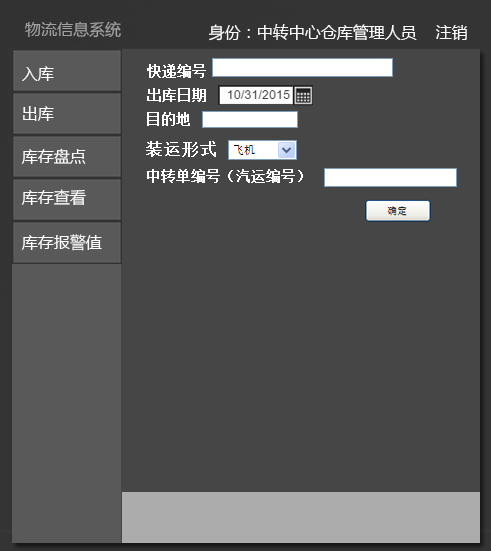 物流信息系统
身份：中转中心仓库管理人员 注销
入库
出库
库存盘点
库存查看
库存报警值
快递编号
出库日期 10/31/2015
目的地
装运形式 飞机
中转单编号（汽运编号）
确定